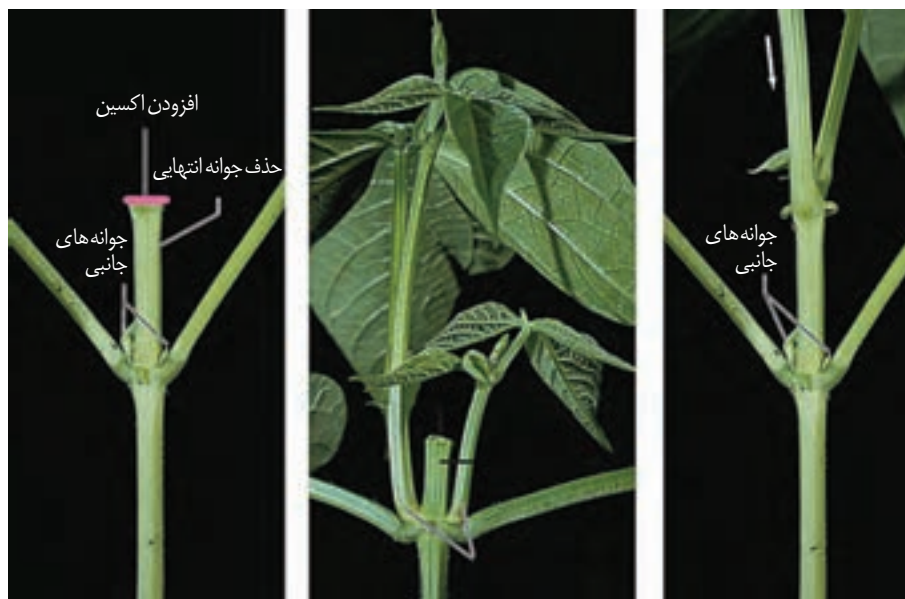 افزودن اکسین
حذف جوانه انتهایی
جوانه‌های
جانبی
جوانه‌های
جانبی